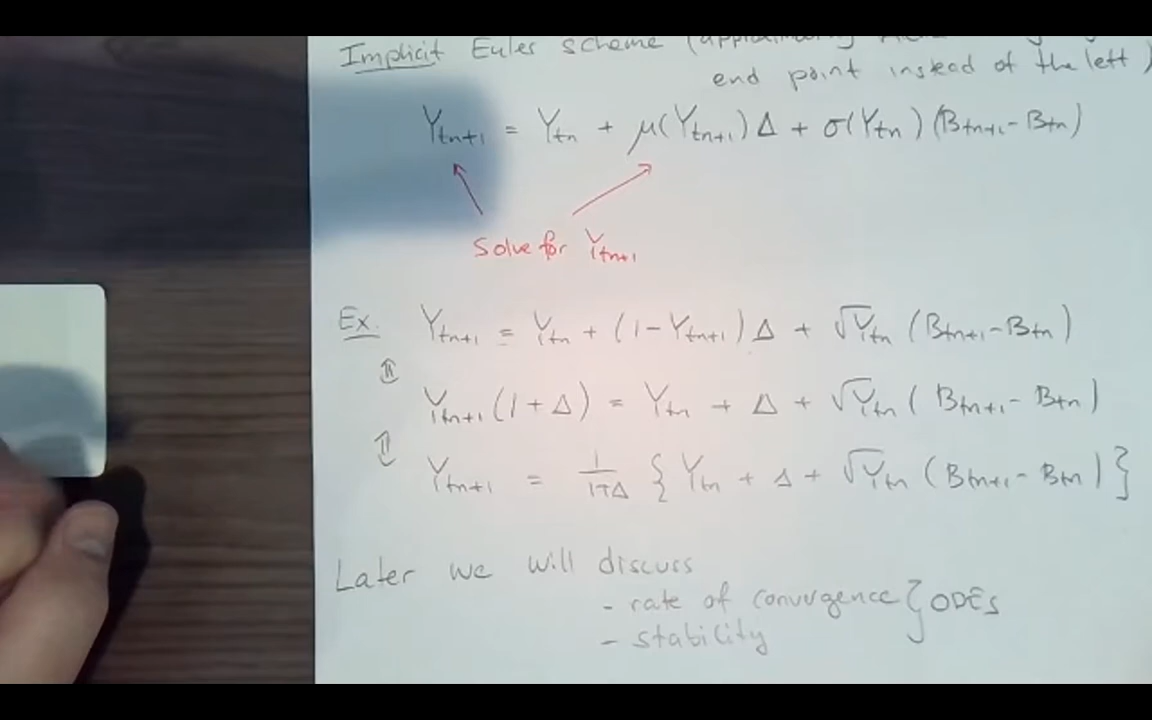 Implicit Euler scheme (
end point instead of the left)
Y_{tn+1} = Y_{tn} + μ(Y_{tn+1})Δ + σ(Y_{tn})(B_{tn+1} - B_{tn})
Solve for Y_{tn+1}
Ex. Y_{tn+1} = Y_{tn} + (1 - Y_{tn+1})Δ + √Y_{tn} (B_{tn+1} - B_{tn})
⇕
Y_{tn+1}(1 + Δ) = Y_{tn} + Δ + √Y_{tn} (B_{tn+1} - B_{tn})
⇕
Y_{tn+1} = \frac{1}{1+Δ} {Y_{tn} + Δ + √Y_{tn} (B_{tn+1} - B_{tn})}
Later we will discuss
- rate of convergence } ODEs
- stability